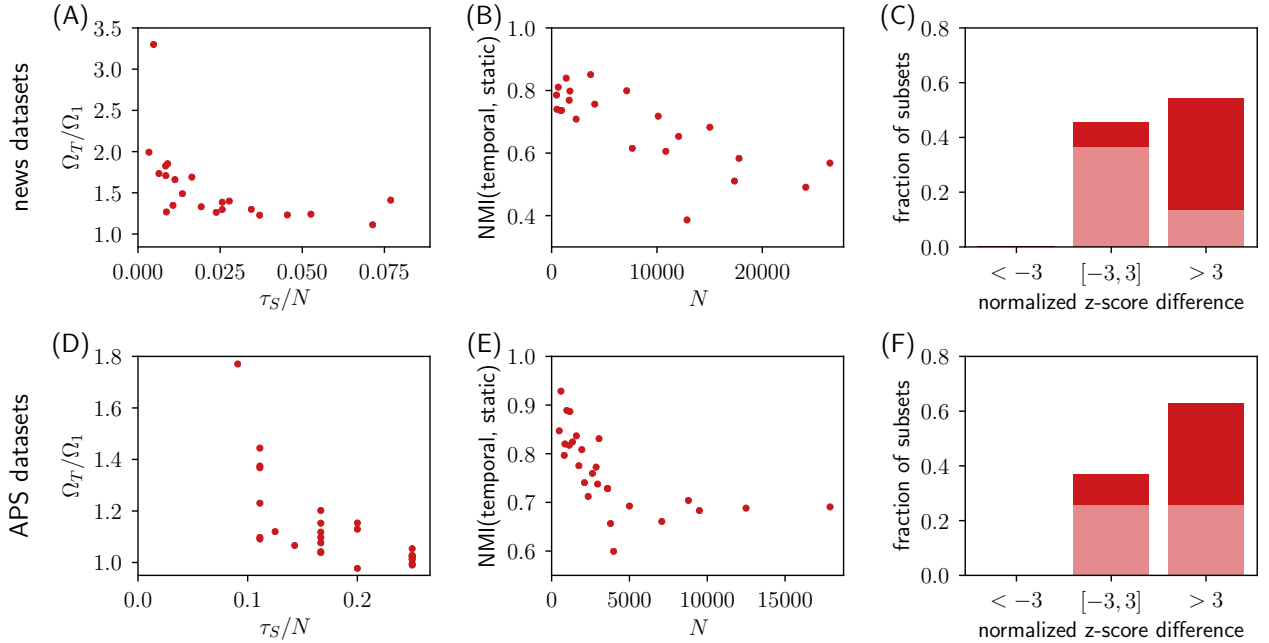 (A)
news datasets
Ω_T/Ω_1
3.5
3.0
2.5
2.0
1.5
1.0
0.000
0.025
0.050
0.075
τ_S/N
(B)
NMI(temporal, static)
1.0
0.8
0.6
0.4
0
10000
20000
N
(C)
fraction of subsets
0.8
0.6
0.4
0.2
0.0
< −3
[−3, 3]
> 3
normalized z-score difference
(D)
APS datasets
Ω_T/Ω_1
1.8
1.6
1.4
1.2
1.0
0.0
0.1
0.2
τ_S/N
(E)
NMI(temporal, static)
1.0
0.9
0.8
0.7
0.6
0
5000
10000
15000
N
(F)
fraction of subsets
0.8
0.6
0.4
0.2
0.0
< −3
[−3, 3]
> 3
normalized z-score difference